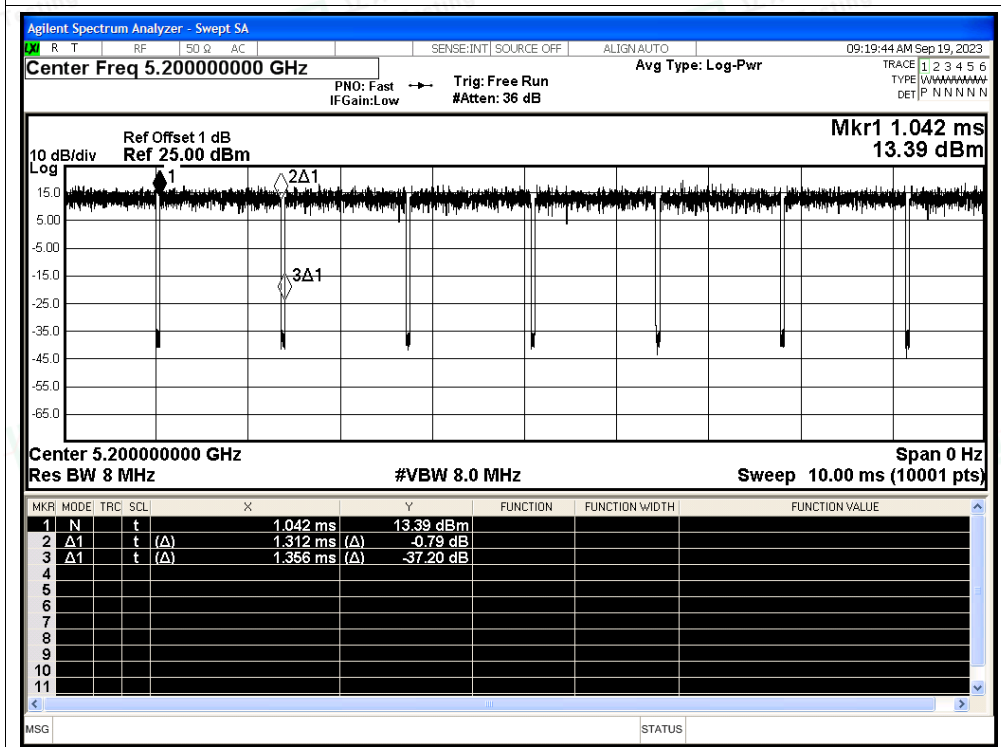 Agilent Spectrum Analyzer - Swept SA
LXI R T RF 50 Ω AC SENSE:INT SOURCE OFF ALIGN AUTO 09:19:44 AM Sep 19, 2023
Center Freq 5.200000000 GHz Avg Type: Log-Pwr TRACE 1 2 3 4 5 6
PNO: Fast Trig: Free Run TYPE WWWWWW
IFGain:Low #Atten: 36 dB DET P N N N N N
Ref Offset 1 dB Mkr1 1.042 ms
10 dB/div Ref 25.00 dBm 13.39 dBm
Log
1 2Δ1
15.0
5.00
-5.00
-15.0 3Δ1
-25.0
-35.0
-45.0
-55.0
-65.0
Center 5.200000000 GHz Span 0 Hz
Res BW 8 MHz #VBW 8.0 MHz Sweep 10.00 ms (10001 pts)
MKR MODE TRC SCL X Y FUNCTION FUNCTION WIDTH FUNCTION VALUE
1 N t 1.042 ms 13.39 dBm
2 Δ1 t (Δ) 1.312 ms (Δ) -0.79 dB
3 Δ1 t (Δ) 1.356 ms (Δ) -37.20 dB
4
5
6
7
8
9
10
11
MSG STATUS